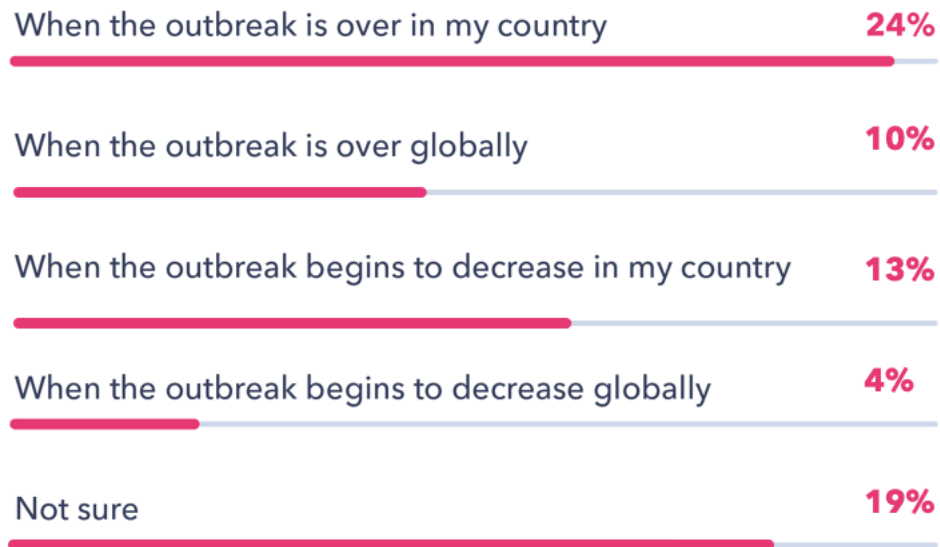 When the outbreak is over in my country 24%
When the outbreak is over globally 10%
When the outbreak begins to decrease in my country 13%
When the outbreak begins to decrease globally 4%
Not sure 19%